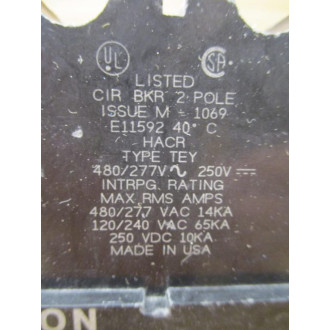 UL SA
LISTED
CIR BKR 2 POLE
ISSUE M - 1069
E11592 40° C
HACR
TYPE TEY
480/277V ∿ 250V ⎓
INTRPG. RATING
MAX. RMS AMPS
480/277 VAC 14KA
120/240 VAC 65KA
250 VDC 10KA
MADE IN USA
ON